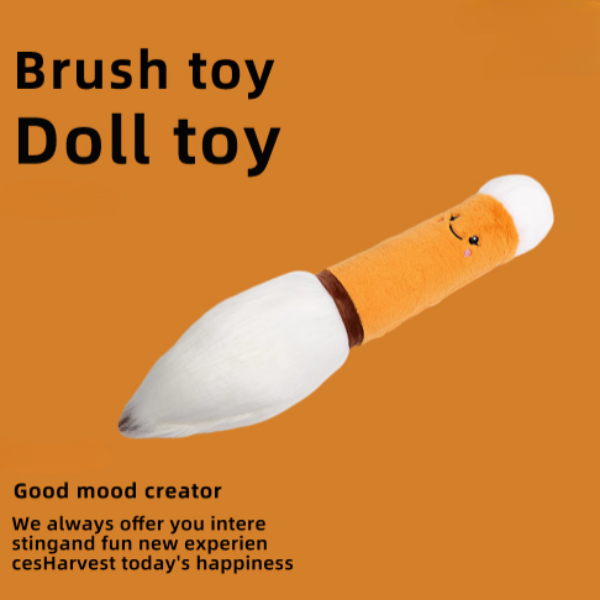 Brush toy
Doll toy
Good mood creator
We always offer you intere
stingand fun new experien
cesHarvest today's happiness